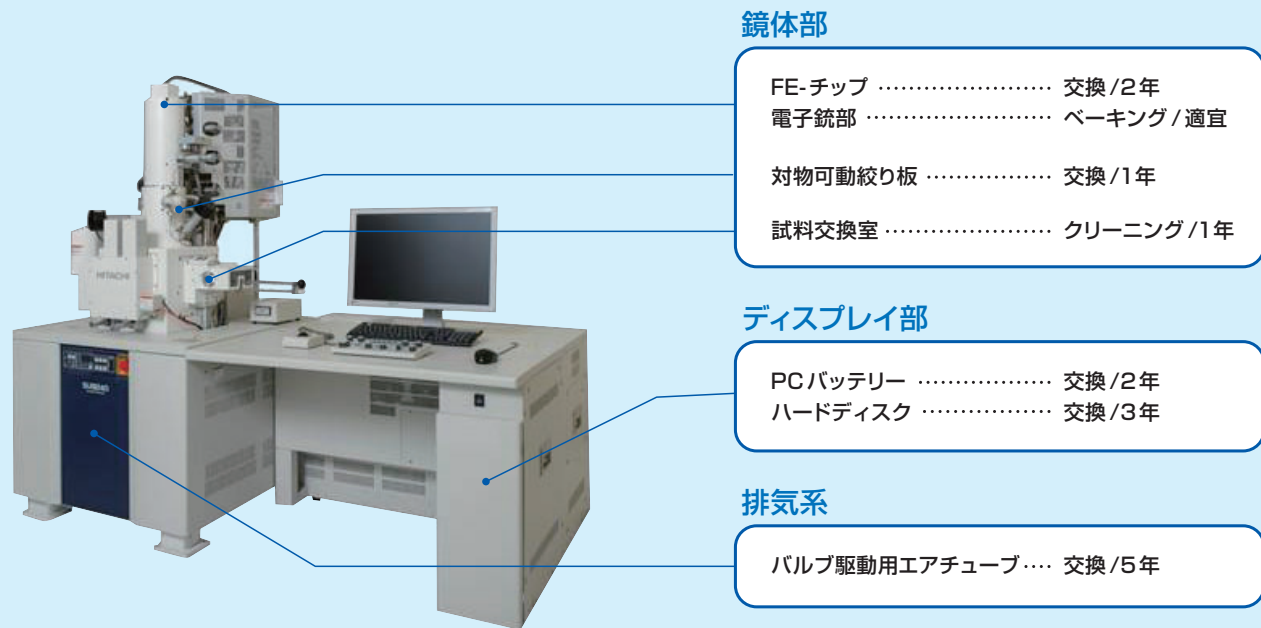 鏡体部
FE-チップ …………………… 交換/2年
電子銃部 …………………… ベーキング/適宜
対物可動絞り板 ……………… 交換/1年
試料交換室 ………………… クリーニング/1年
HITACHI
ディスプレイ部
PCバッテリー ……………… 交換/2年
ハードディスク ……………… 交換/3年
排気系
バルブ駆動用エアチューブ…. 交換/5年